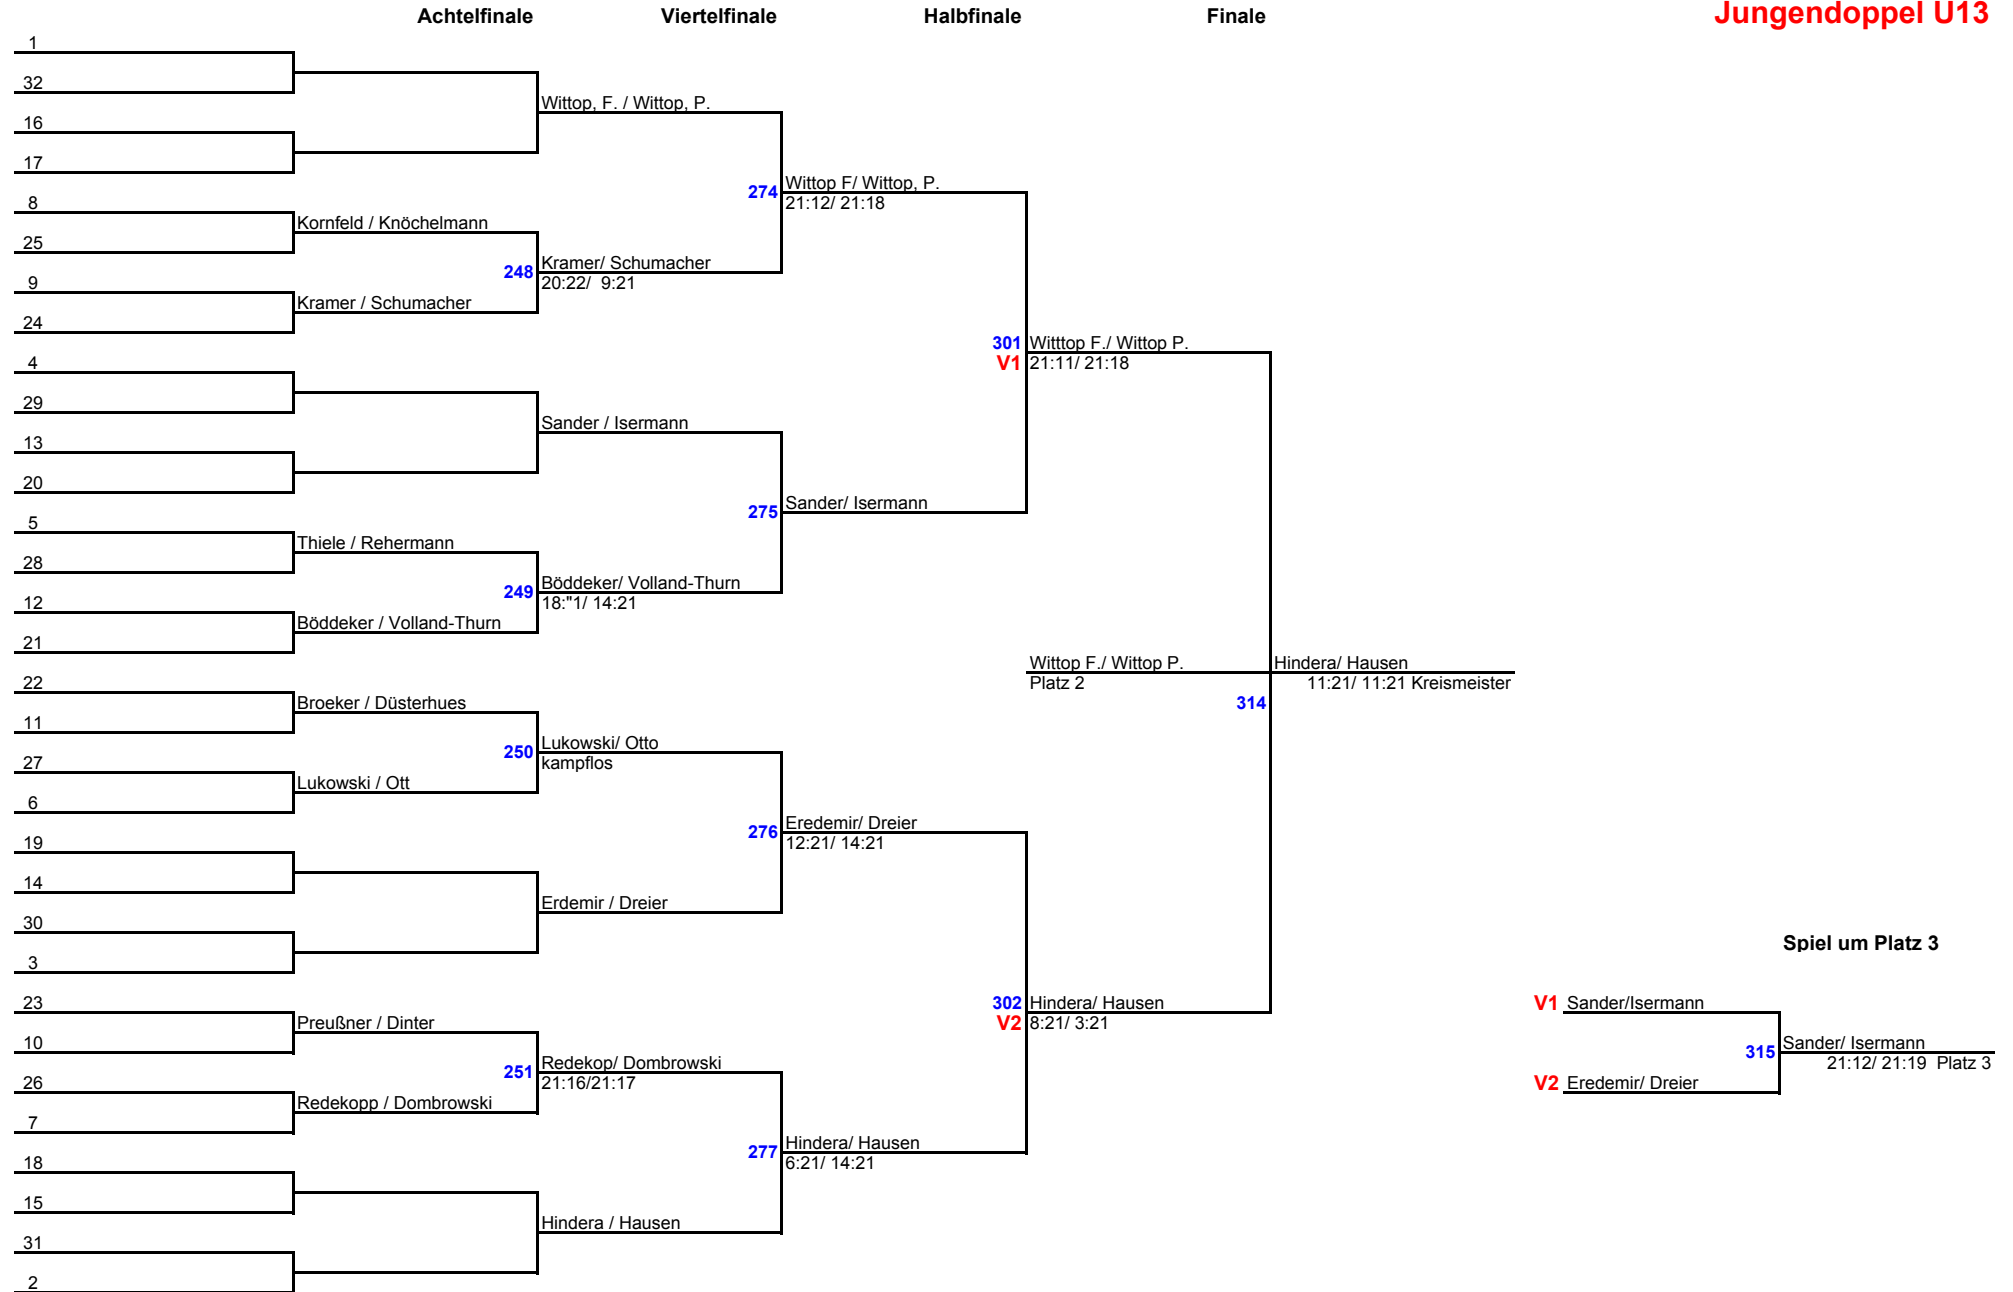 Achtelfinale Viertelfinale Halbfinale Finale Jungendoppel U13
1
32
Wittop, F. / Wittop, P.
16
17
274 Wittop F/ Wittop, P.
21:12/ 21:18
8
Kornfeld / Knöchelmann
25
248 Kramer/ Schumacher
20:22/ 9:21
9
Kramer / Schumacher
24
301 Witttop F./ Wittop P.
V1 21:11/ 21:18
4
29
Sander / Isermann
13
20
275 Sander/ Isermann
5
Thiele / Rehermann
28
249 Böddeker/ Volland-Thurn
18:"1/ 14:21
12
Böddeker / Volland-Thurn
21
Wittop F./ Wittop P. Hindera/ Hausen
Platz 2 11:21/ 11:21 Kreismeister
314
22
Broeker / Düsterhues
11
250 Lukowski/ Otto
kampflos
27
Lukowski / Ott
6
276 Eredemir/ Dreier
12:21/ 14:21
19
14
Erdemir / Dreier
30
3
Spiel um Platz 3
302 Hindera/ Hausen
V2 8:21/ 3:21
V1 Sander/Isermann
315 Sander/ Isermann
21:12/ 21:19 Platz 3
V2 Eredemir/ Dreier
23
Preußner / Dinter
10
251 Redekop/ Dombrowski
21:16/21:17
26
Redekopp / Dombrowski
7
277 Hindera/ Hausen
6:21/ 14:21
18
15
Hindera / Hausen
31
2